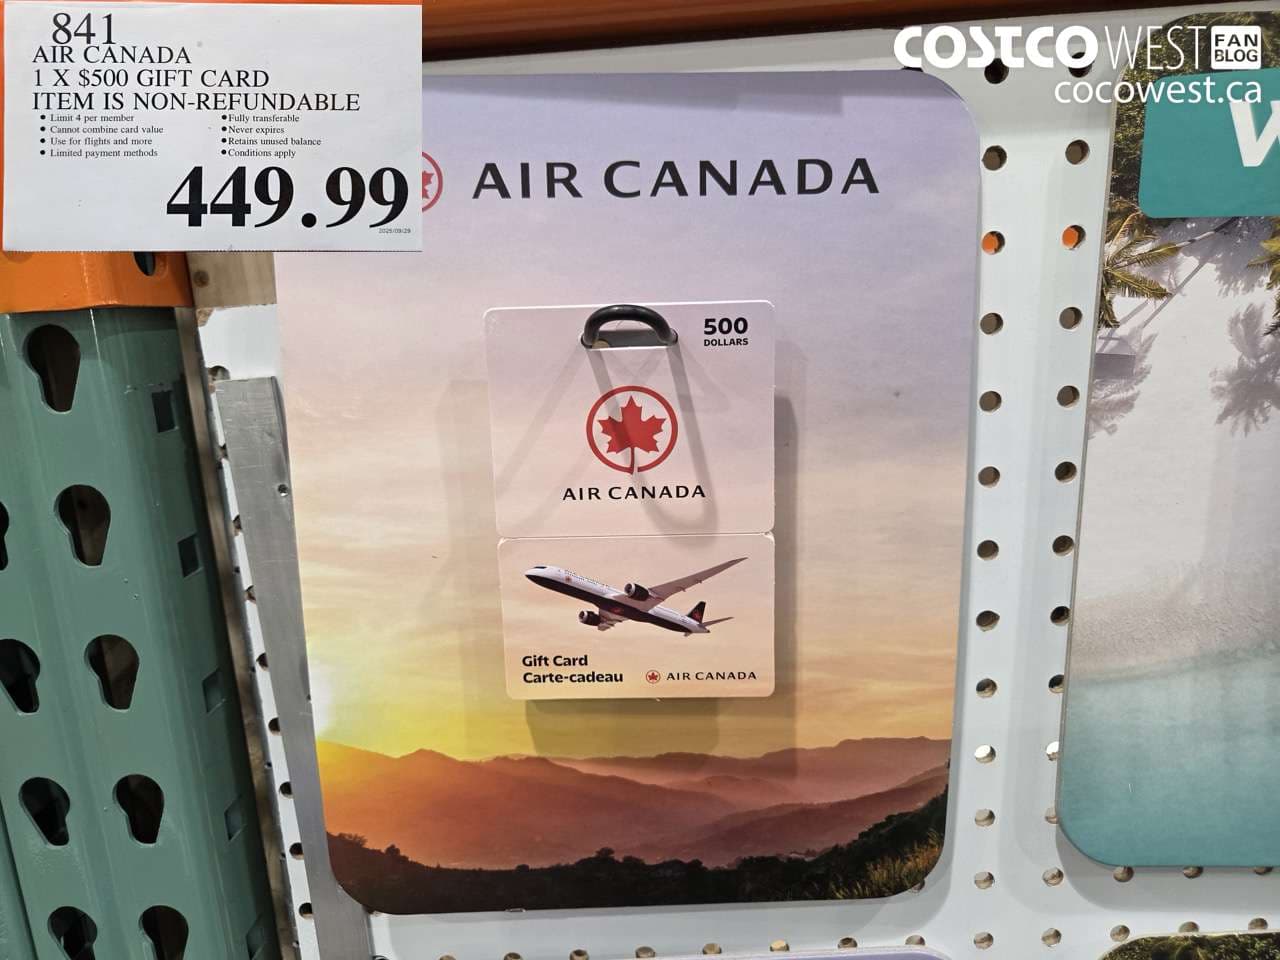 841
AIR CANADA
1 X $500 GIFT CARD
ITEM IS NON-REFUNDABLE
• Limit 4 per member
• Cannot combine card value
• Use for flights and more
• Limited payment methods
• Fully transferable
• Never expires
• Retains unused balance
• Conditions apply
449.99
2025/09/29
COSTCO WEST FAN BLOG
cocowest.ca
W
AIR CANADA
500
DOLLARS
AIR CANADA
Gift Card
Carte-cadeau
AIR CANADA